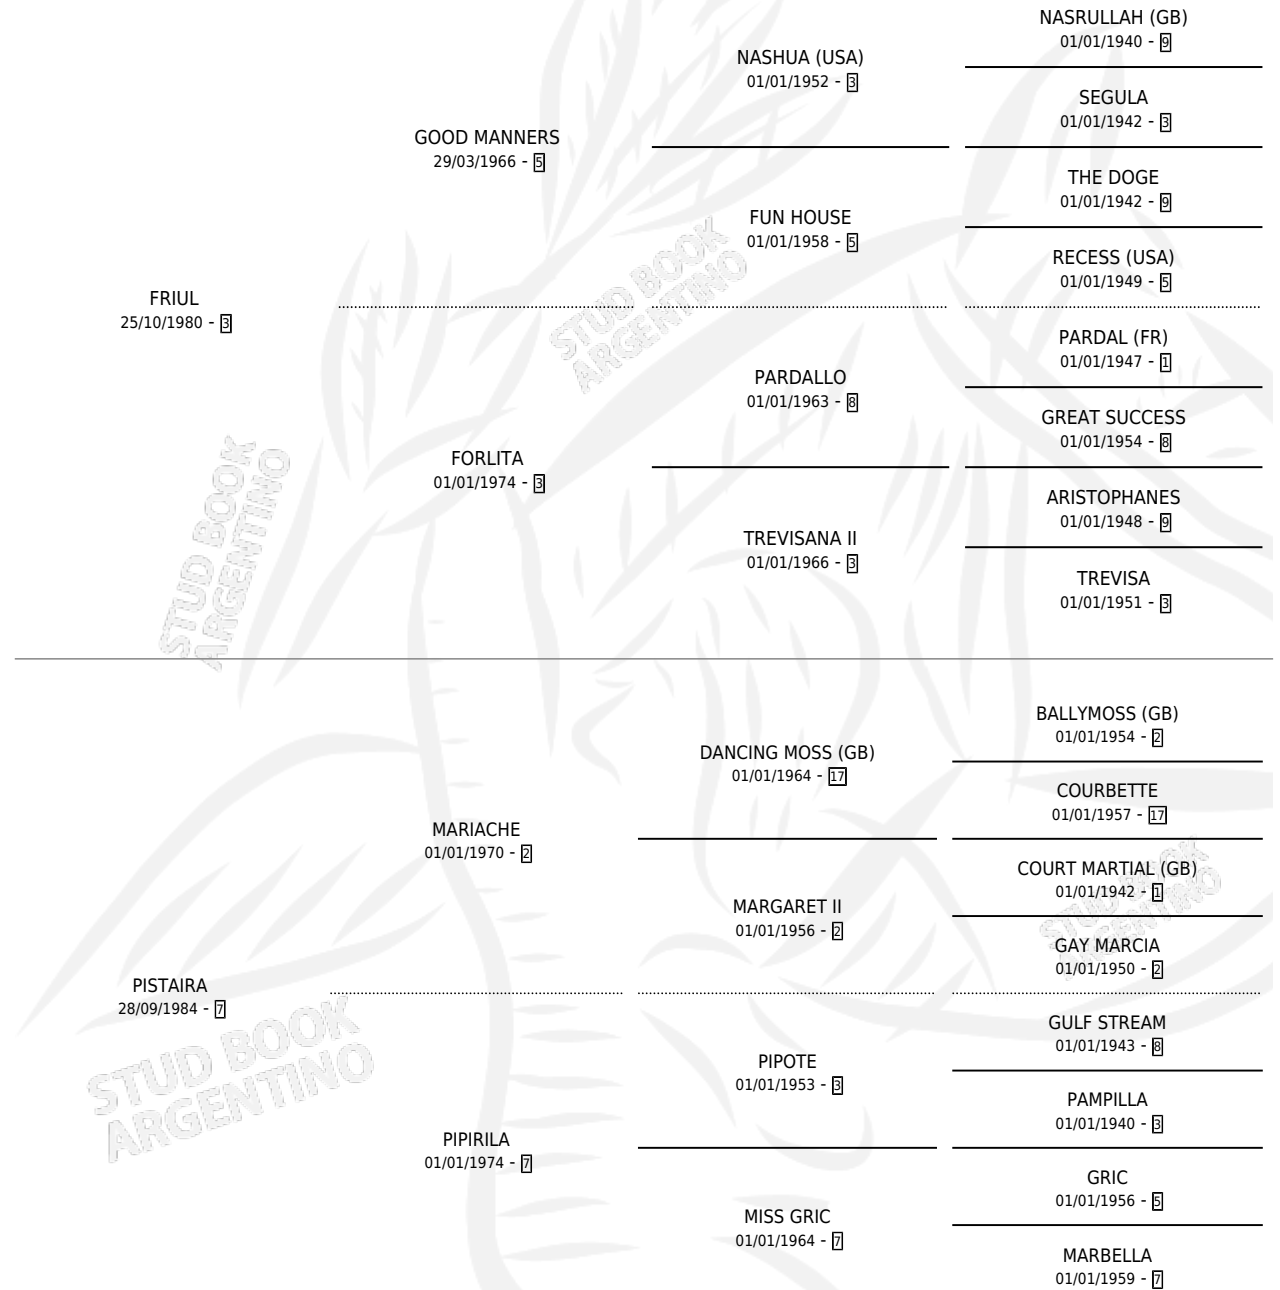 NASRULLAH (GB)
01/01/1940 - 9
NASHUA (USA)
01/01/1952 - 3
SEGULA
01/01/1942 - 3
GOOD MANNERS
29/03/1966 - 5
THE DOGE
01/01/1942 - 9
FUN HOUSE
01/01/1958 - 5
RECESS (USA)
01/01/1949 - 5
FRIUL
25/10/1980 - 3
PARDAL (FR)
01/01/1947 - 1
PARDALLO
01/01/1963 - 8
GREAT SUCCESS
01/01/1954 - 8
FORLITA
01/01/1974 - 3
ARISTOPHANES
01/01/1948 - 9
TREVISANA II
01/01/1966 - 3
TREVISA
01/01/1951 - 3
BALLYMOSS (GB)
01/01/1954 - 2
DANCING MOSS (GB)
01/01/1964 - 17
COURBETTE
01/01/1957 - 17
MARIACHE
01/01/1970 - 2
COURT MARTIAL (GB)
01/01/1942 - 1
MARGARET II
01/01/1956 - 2
GAY MARCIA
01/01/1950 - 2
PISTAIRA
28/09/1984 - 7
GULF STREAM
01/01/1943 - 8
PIPOTE
01/01/1953 - 3
PAMPILLA
01/01/1940 - 3
PIPIRILA
01/01/1974 - 7
GRIC
01/01/1956 - 5
MISS GRIC
01/01/1964 - 7
MARBELLA
01/01/1959 - 7
STUD BOOK
ARGENTINO
STUD BOOK
ARGENTINO
STUD BOOK
ARGENTINO
STUD BOOK
ARGENTINO